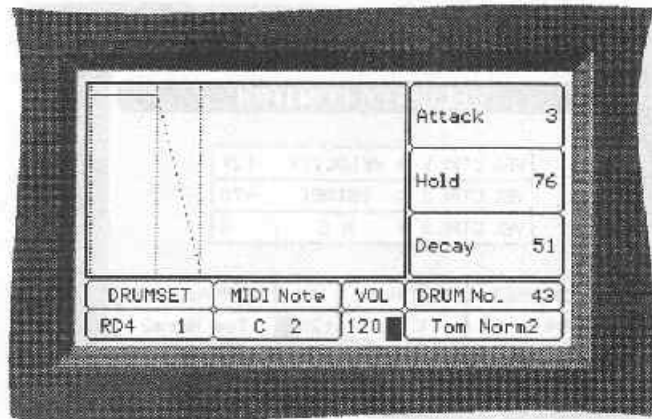 Attack 3
Hold 76
Decay 51
DRUMSET MIDI Note VOL DRUM No. 43
RD4 1 C 2 120 Tom Norm2